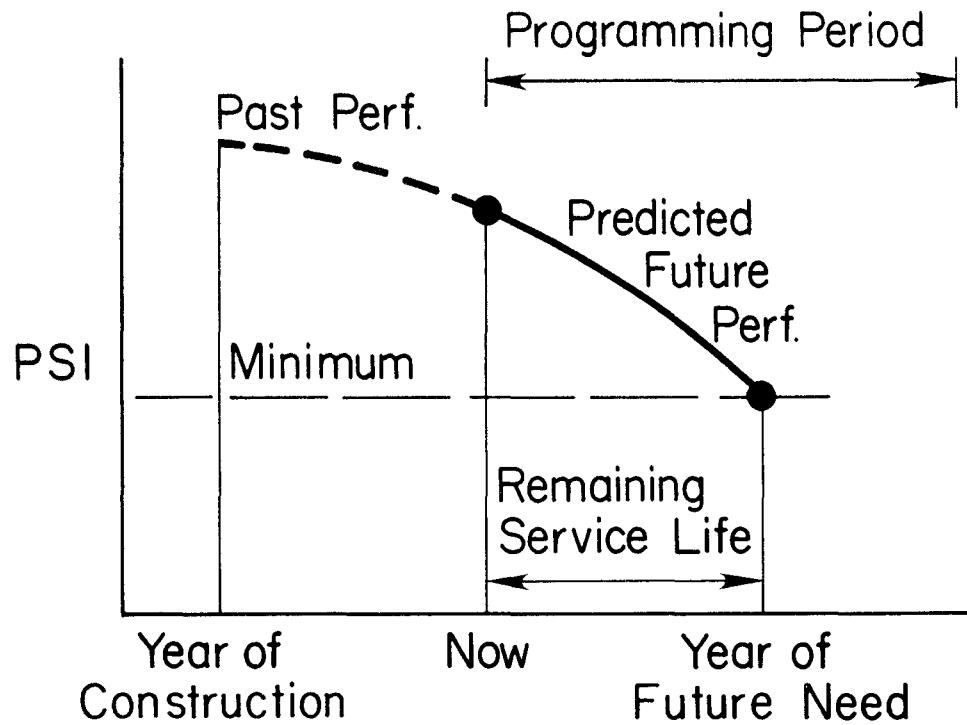 Programming Period
Past Perf.
Predicted
Future
Perf.
PSI
Minimum
Remaining
Service Life
Year of
Construction
Now
Year of
Future Need